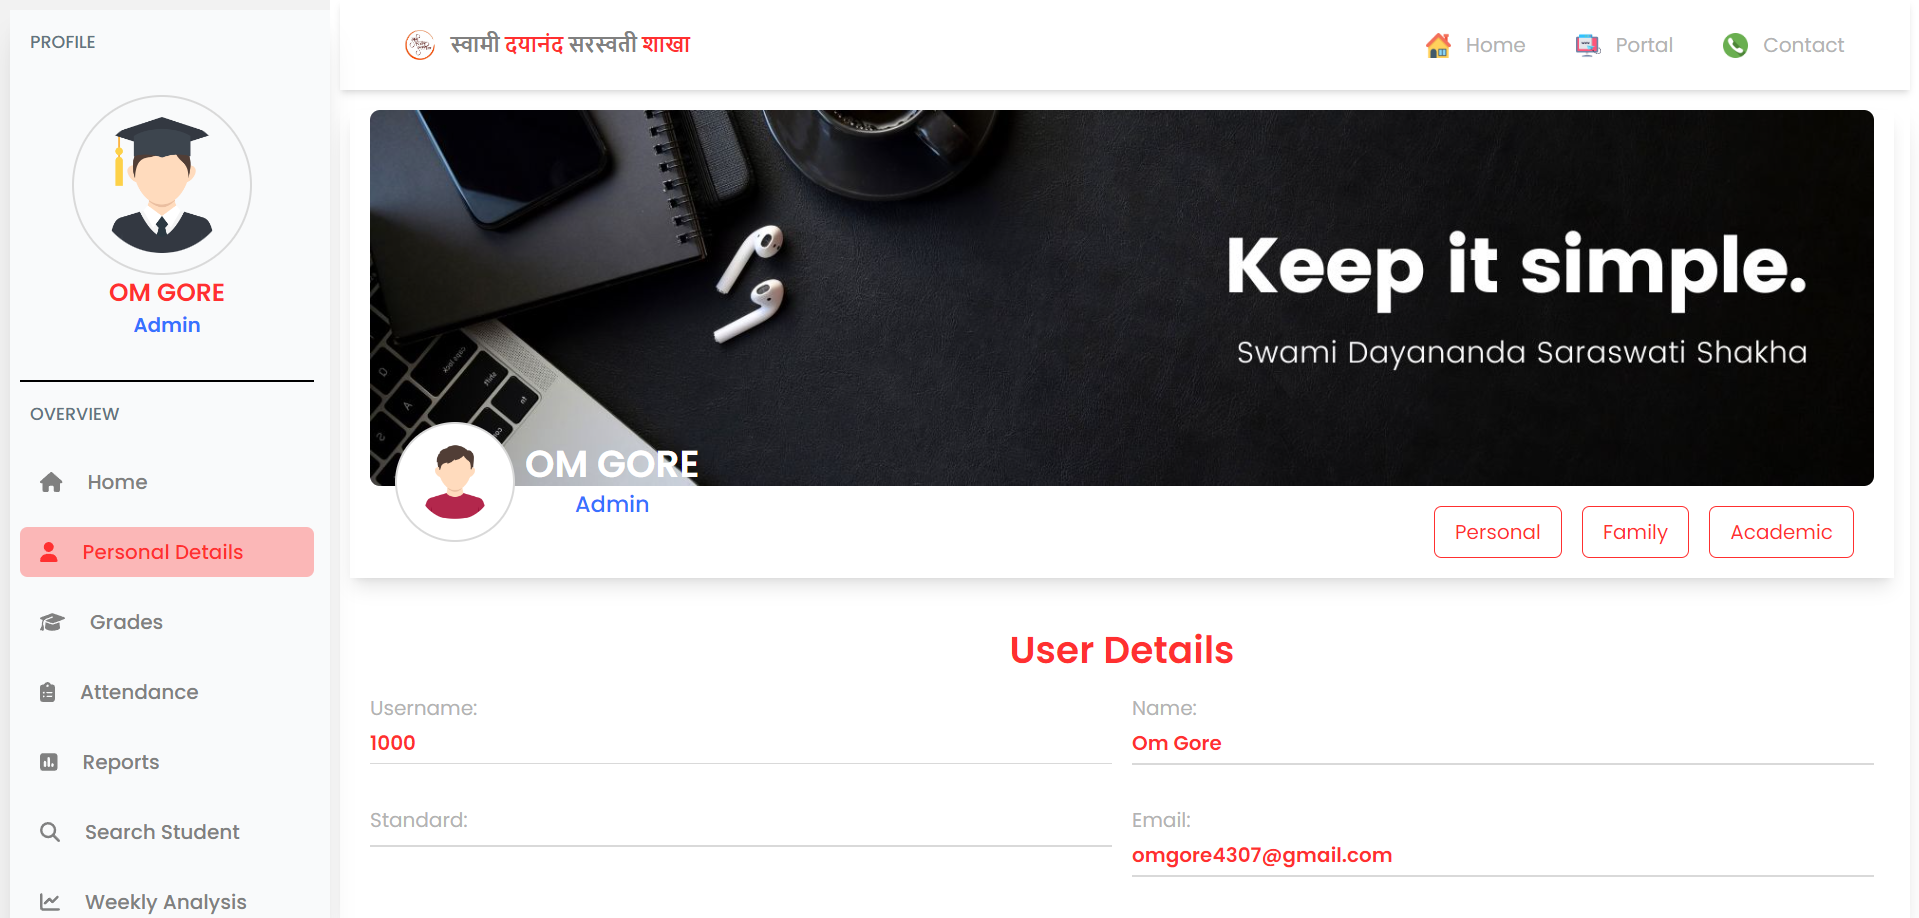 PROFILE
OM GORE
Admin
OVERVIEW
Home
Personal Details
Grades
Attendance
Reports
Search Student
Weekly Analysis
स्वामी दयानंद सरस्वती शाखा
Home
Portal
Contact
Keep it simple.
Swami Dayananda Saraswati Shakha
OM GORE
Admin
Personal
Family
Academic
User Details
Username:
1000
Name:
Om Gore
Standard:
Email:
omgore4307@gmail.com